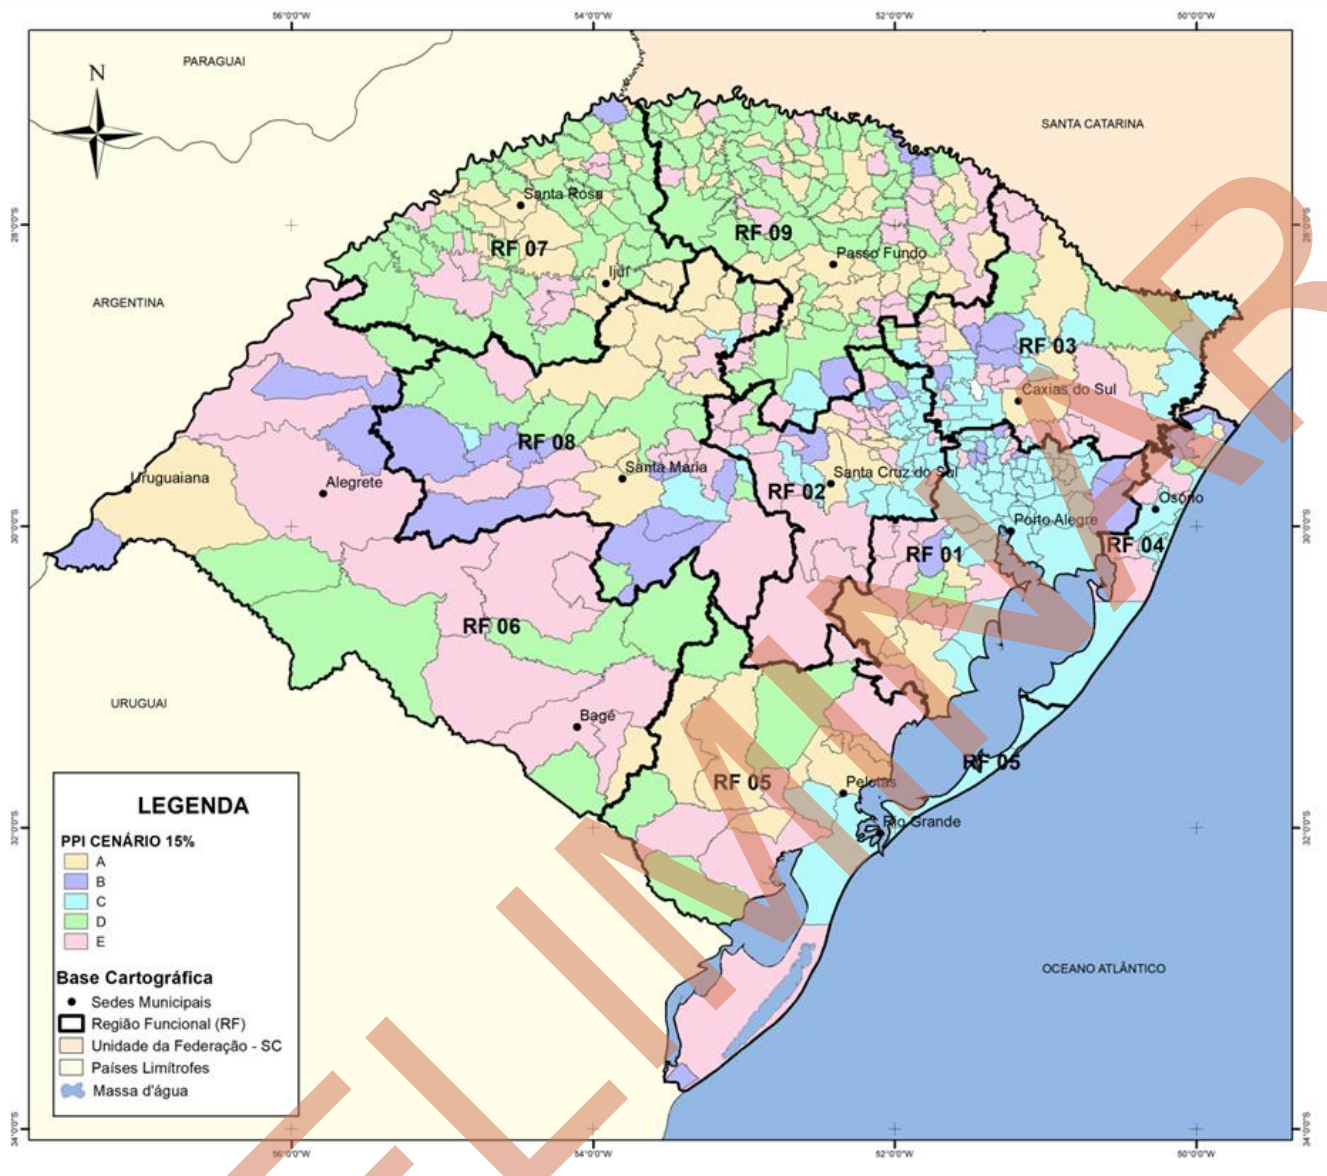 56°0'0"W 54°0'0"W 52°0'0"W 50°0'0"W
PARAGUAI
N
SANTA CATARINA
Santa Rosa
28°0'0"S 28°0'0"S
RF 09
RF 07
Passo Fundo
Ijuí
ARGENTINA
RF 03
Caxias do Sul
RF 08
Santa Maria
Santa Cruz do Sul
Uruguaiana
Alegrete
RF 02
Osório
Porto Alegre
30°0'0"S 30°0'0"S
RF 04
RF 01
RF 06
URUGUAI
Bagé
RF 05
RF 05
Pelotas
Rio Grande
32°0'0"S 32°0'0"S
LEGENDA
PPI CENÁRIO 15%
A
B
C
D
E
Base Cartográfica
Sedes Municipais
Região Funcional (RF)
Unidade da Federação - SC
Países Limítrofes
Massa d'água
OCEANO ATLÂNTICO
34°0'0"S 34°0'0"S
56°0'0"W 54°0'0"W 52°0'0"W 50°0'0"W
ELIMINAR